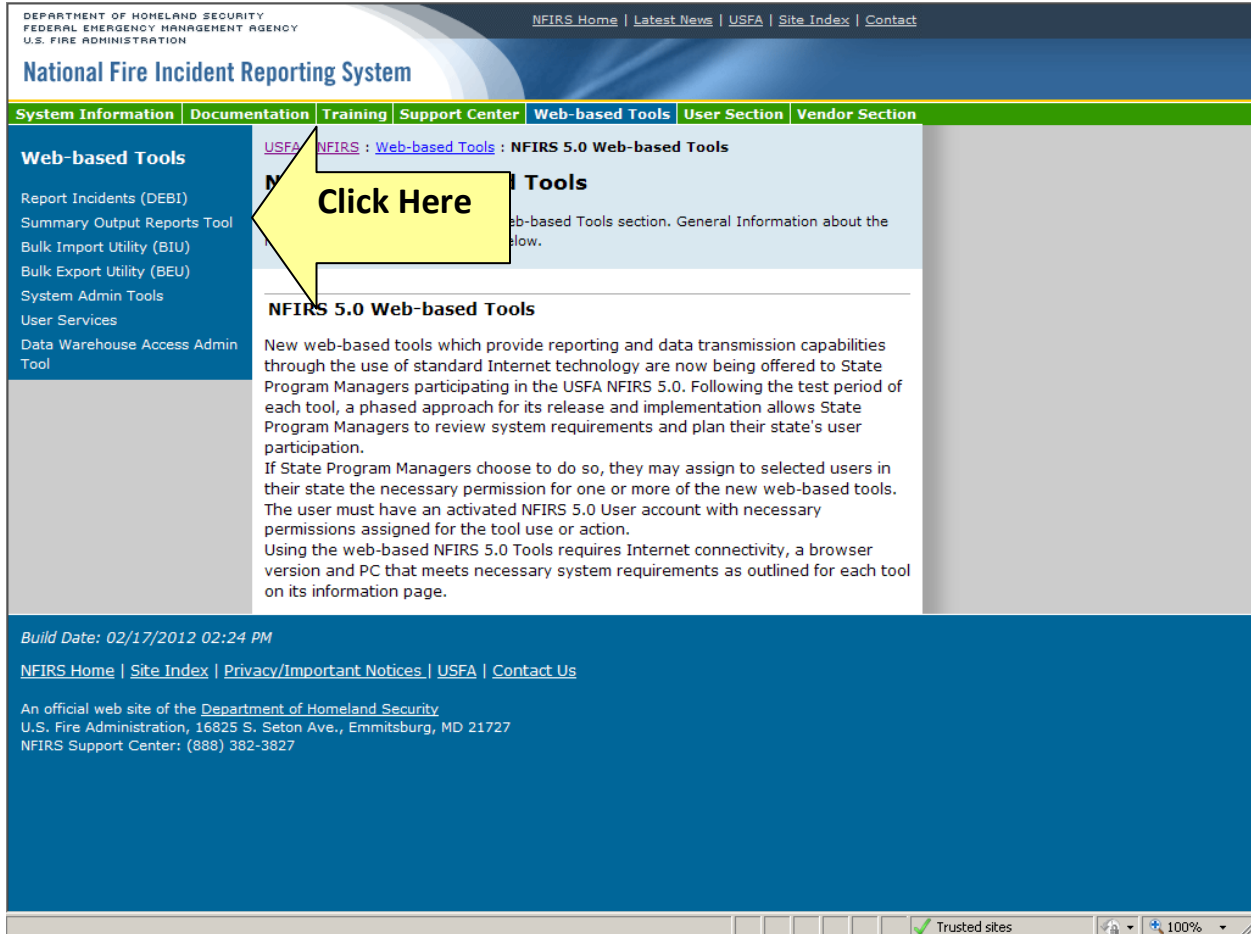 DEPARTMENT OF HOMELAND SECURITY
FEDERAL EMERGENCY MANAGEMENT AGENCY
U.S. FIRE ADMINISTRATION
National Fire Incident Reporting System
NFIRS Home | Latest News | USFA | Site Index | Contact
System Information | Documentation | Training | Support Center | Web-based Tools | User Section | Vendor Section
Web-based Tools
Report Incidents (DEBI)
Summary Output Reports Tool
Bulk Import Utility (BIU)
Bulk Export Utility (BEU)
System Admin Tools
User Services
Data Warehouse Access Admin
Tool
USFA NFIRS : Web-based Tools : NFIRS 5.0 Web-based Tools
Tools
Click Here
eb-based Tools section. General Information about the
elow.
NFIRS 5.0 Web-based Tools
New web-based tools which provide reporting and data transmission capabilities
through the use of standard Internet technology are now being offered to State
Program Managers participating in the USFA NFIRS 5.0. Following the test period of
each tool, a phased approach for its release and implementation allows State
Program Managers to review system requirements and plan their state's user
participation.
If State Program Managers choose to do so, they may assign to selected users in
their state the necessary permission for one or more of the new web-based tools.
The user must have an activated NFIRS 5.0 User account with necessary
permissions assigned for the tool use or action.
Using the web-based NFIRS 5.0 Tools requires Internet connectivity, a browser
version and PC that meets necessary system requirements as outlined for each tool
on its information page.
Build Date: 02/17/2012 02:24 PM
NFIRS Home | Site Index | Privacy/Important Notices | USFA | Contact Us
An official web site of the Department of Homeland Security
U.S. Fire Administration, 16825 S. Seton Ave., Emmitsburg, MD 21727
NFIRS Support Center: (888) 382-3827
Trusted sites
100%